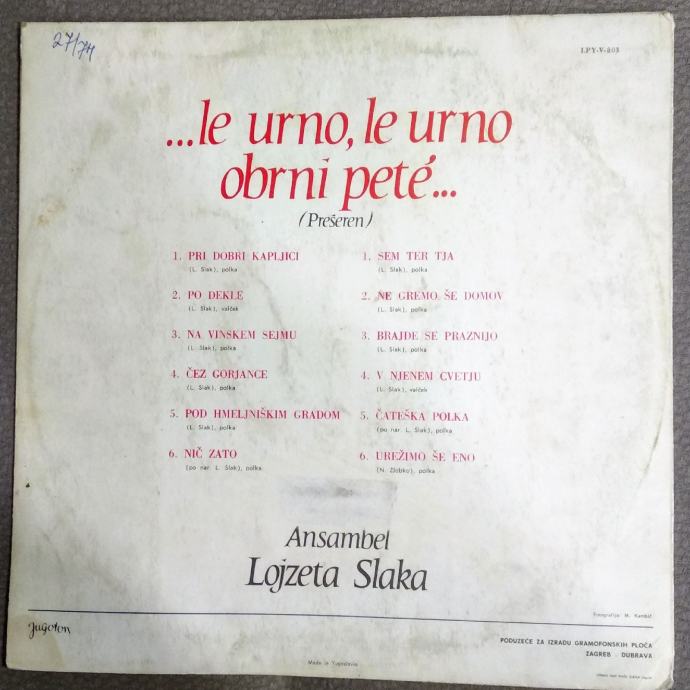 27/74
LPY-V-803
...le urno, le urno
obrni peté...
(Prešeren)
1. PRI DOBRI KAPLJICI
(L. Slak), polka
2. PO DEKLE
(L. Slak), valček
3. NA VINSKEM SEJMU
(L. Slak), polka
4. ČEZ GORJANCE
(L. Slak), polka
5. POD HMELJNIŠKIM GRADOM
(L. Slak), polka
6. NIČ ZATO
(po nar. L. Slak), polka
1. SEM TER TJA
(L. Slak), polka
2. NE GREMO ŠE DOMOV
(L. Slak), polka
3. BRAJDE SE PRAZNIJO
(L. Slak), polka
4. V NJENEM CVETJU
(L. Slak), valček
5. ČATEŠKA POLKA
(po nar. L. Slak), polka
6. UREŽIMO ŠE ENO
(N. Zlobko), polka
Ansambel
Lojzeta Slaka
Fotografija: M. Kambič
Jugoton
PODUZEĆE ZA IZRADU GRAMOFONSKIH PLOČA
ZAGREB - DUBRAVA
Made in Yugoslavia